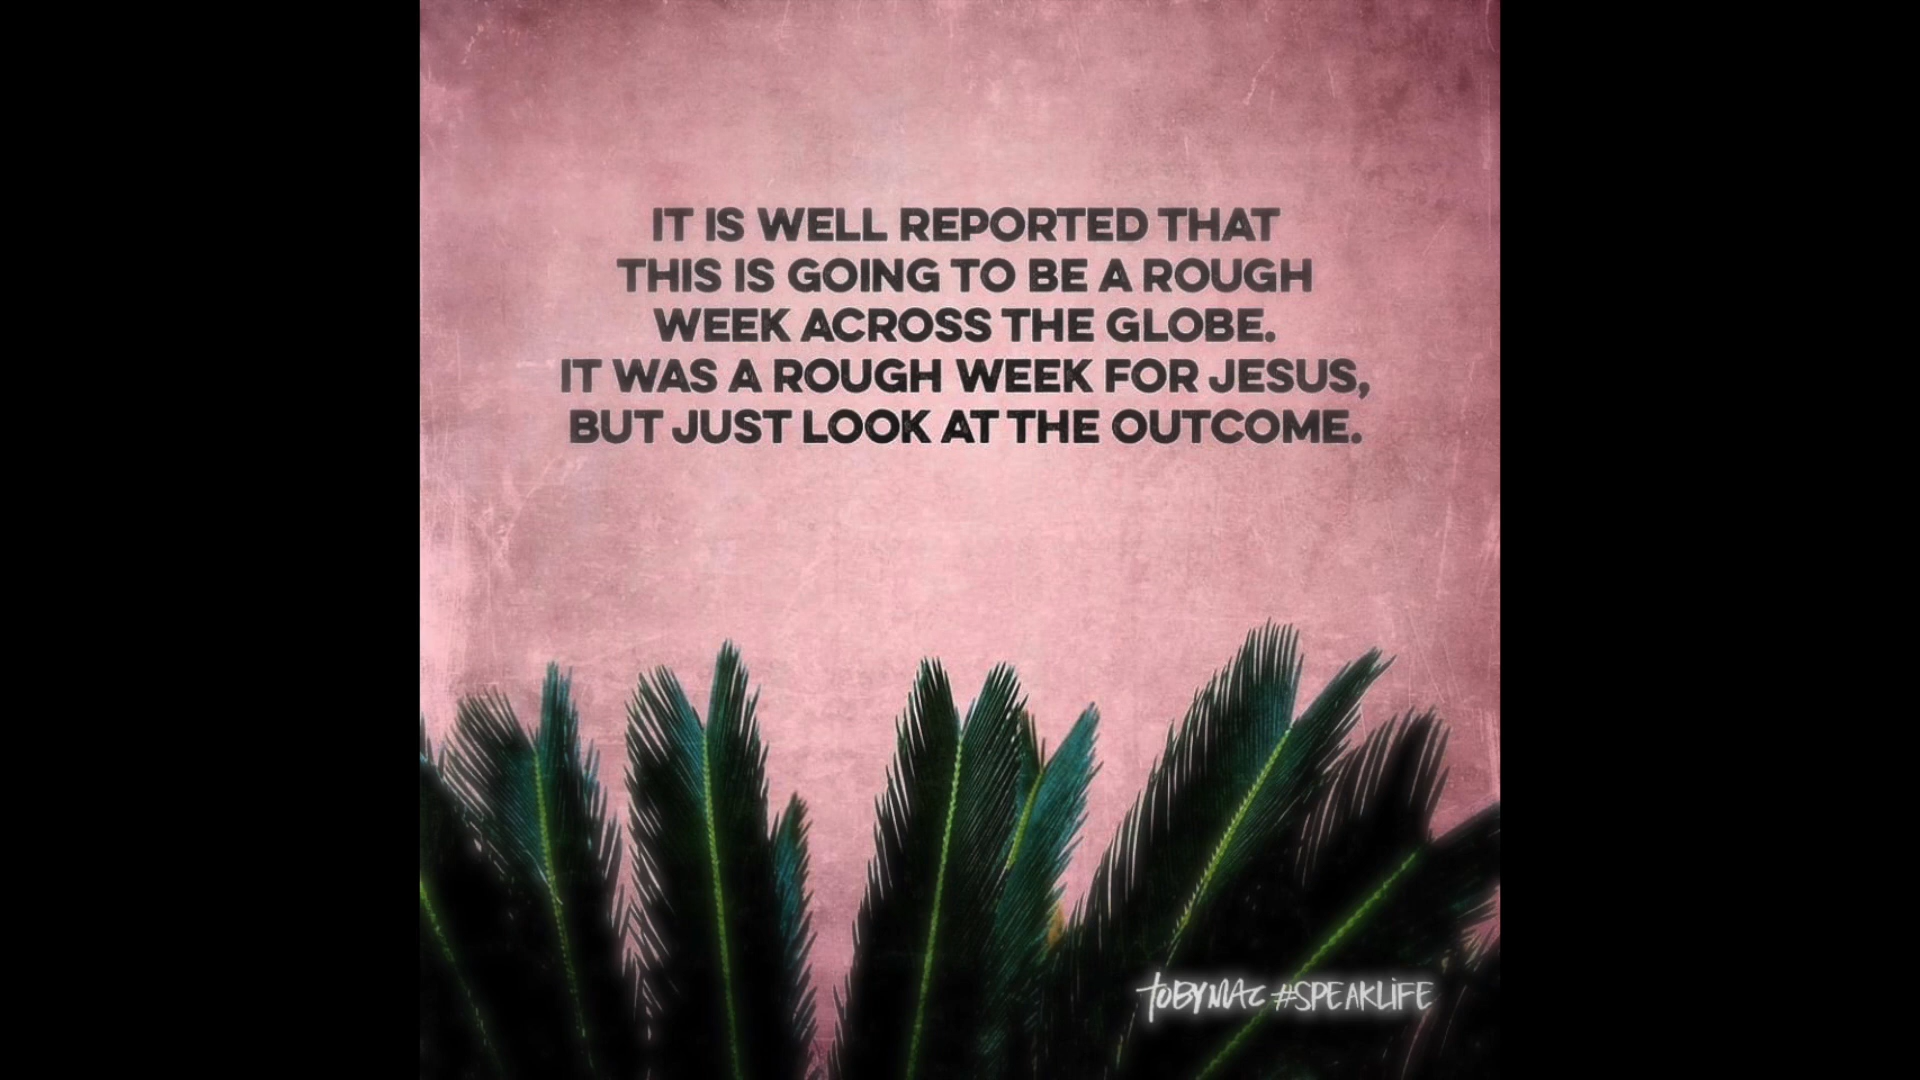 IT IS WELL REPORTED THAT
THIS IS GOING TO BE A ROUGH
WEEK ACROSS THE GLOBE.
IT WAS A ROUGH WEEK FOR JESUS,
BUT JUST LOOK AT THE OUTCOME.
TOBYMAC #SPEAKLIFE